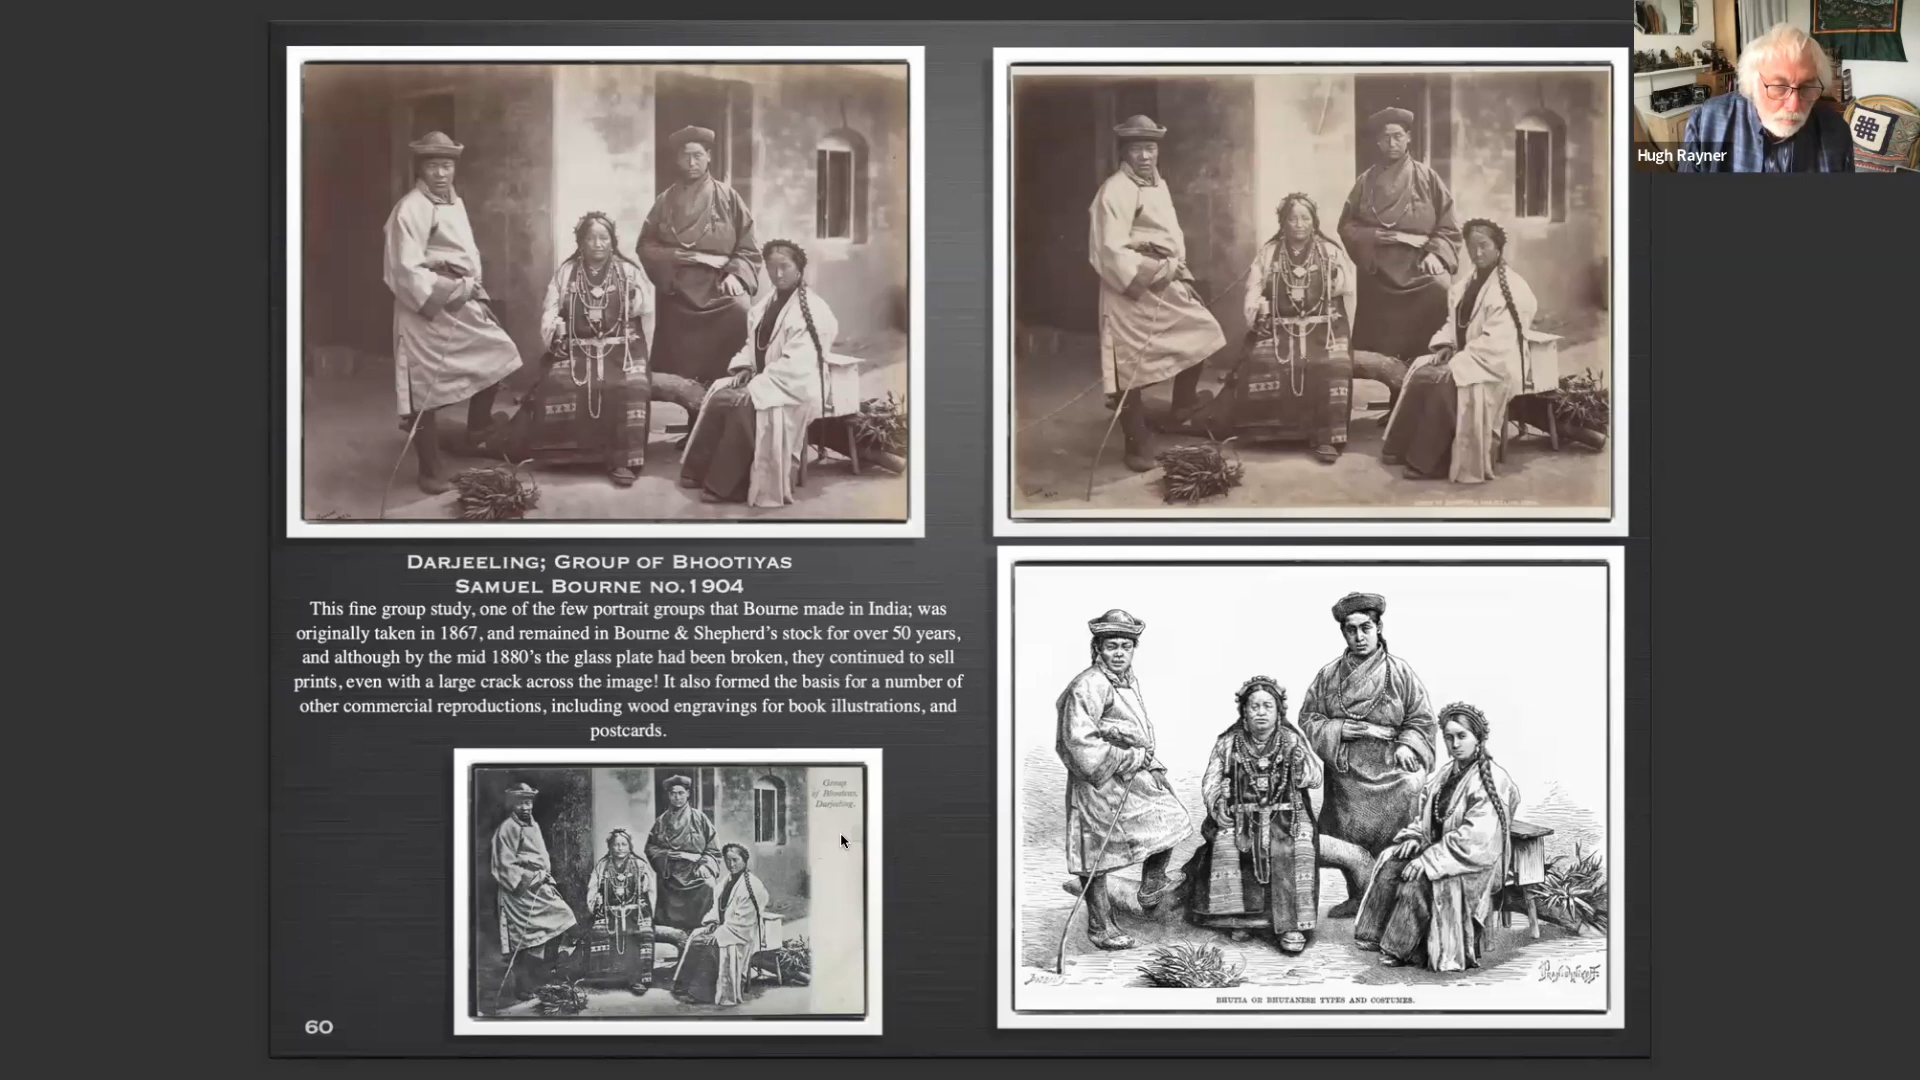 Hugh Rayner
DARJEELING; GROUP OF BHOOTIYAS
SAMUEL BOURNE NO.1904
This fine group study, one of the few portrait groups that Bourne made in India; was
originally taken in 1867, and remained in Bourne & Shepherd's stock for over 50 years,
and although by the mid 1880's the glass plate had been broken, they continued to sell
prints, even with a large crack across the image! It also formed the basis for a number of
other commercial reproductions, including wood engravings for book illustrations, and
postcards.
Group
of Bhooteas,
Darjeeling.
BHUTIA OR BHUTANESE TYPES AND COSTUMES.
60